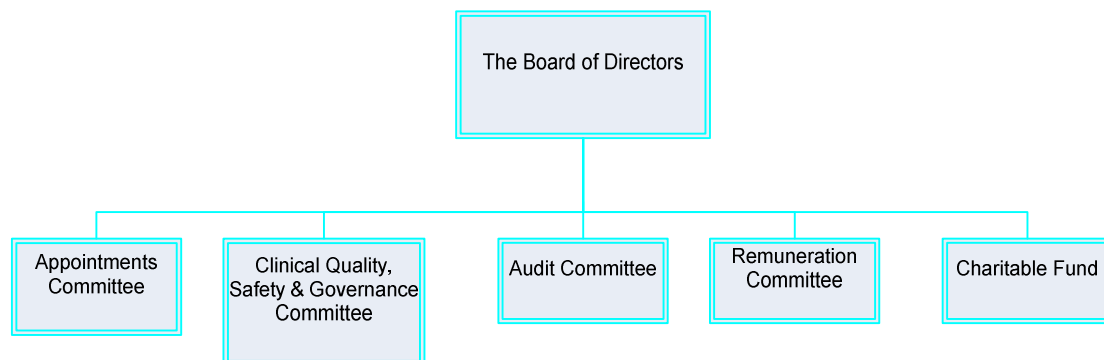 The Board of Directors
Appointments
Committee
Clinical Quality,
Safety & Governance
Committee
Audit Committee
Remuneration
Committee
Charitable Fund